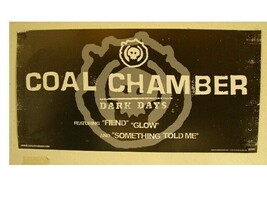 COAL CHAMBER
DARK DAYS
FEATURING "FIEND" "GLOW"
AND "SOMETHING TOLD ME"